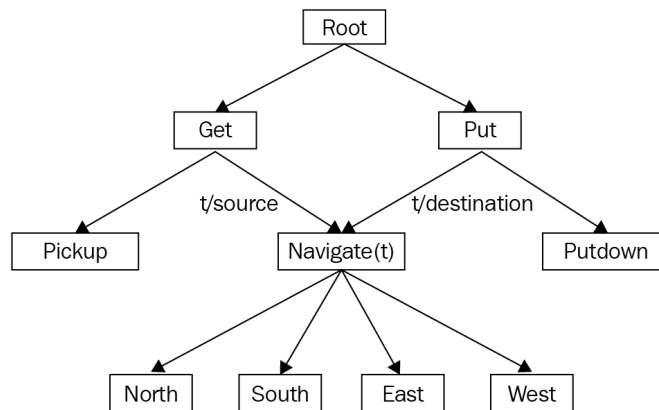 Root
Get
Put
t/source
t/destination
Pickup
Navigate(t)
Putdown
North
South
East
West